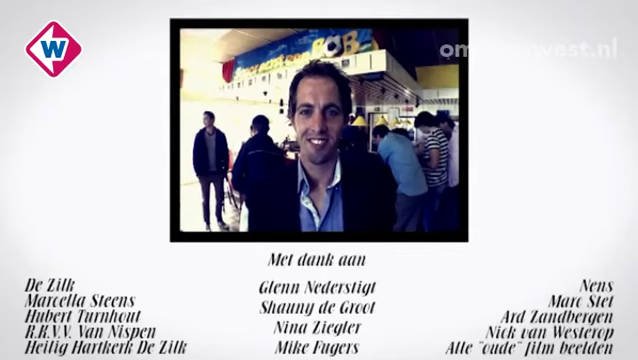 W
omroepwest.nl
BOB
Met dank aan
De Zilk
Marcella Steens
Hubert Turnhout
R.K.V.V. Van Nispen
Heilig Hartkerk De Zilk
Glenn Nederstigt
Shauny de Groot
Nina Ziegler
Mike Fugers
Nens
Marc Stet
Ard Zandbergen
Nick van Westerop
Alle "oude" film beelden